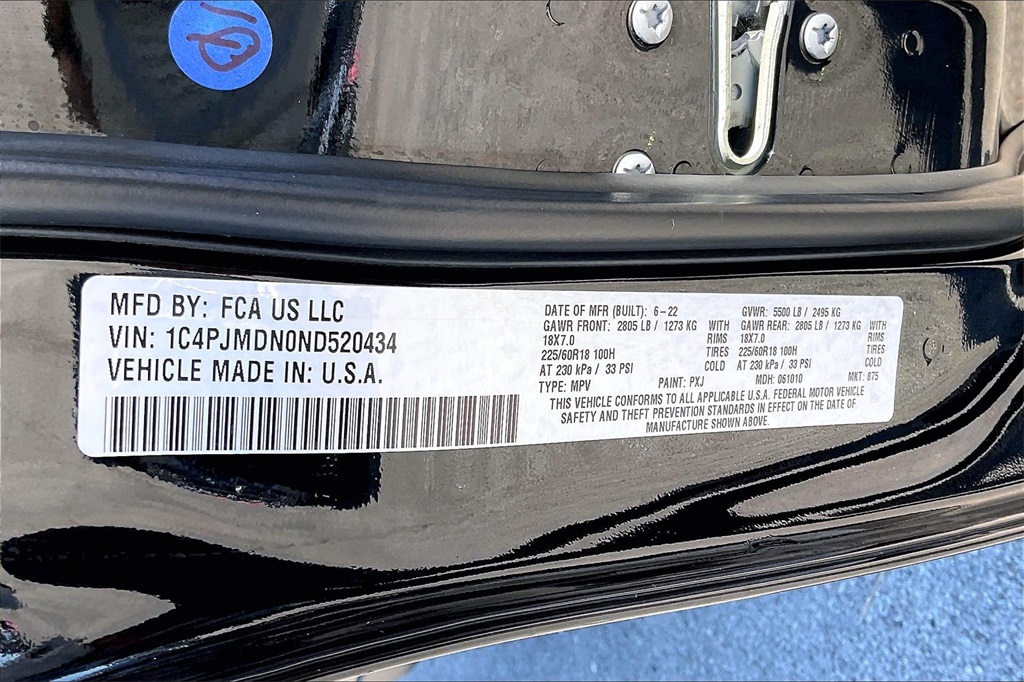 MFD BY: FCA US LLC
VIN: 1C4PJMDN0ND520434
VEHICLE MADE IN: U.S.A.
DATE OF MFR (BUILT): 6-22 GVWR: 5500 LB / 2495 KG
GAWR FRONT: 2805 LB / 1273 KG WITH GAWR REAR: 2805 LB / 1273 KG WITH
18X7.0 RIMS 18X7.0 RIMS
225/60R18 100H TIRES 225/60R18 100H TIRES
AT 230 kPa / 33 PSI COLD AT 230 kPa / 33 PSI COLD
TYPE: MPV PAINT: PXJ MDH: 061010 MKT: 875
THIS VEHICLE CONFORMS TO ALL APPLICABLE U.S.A. FEDERAL MOTOR VEHICLE
SAFETY AND THEFT PREVENTION STANDARDS IN EFFECT ON THE DATE OF
MANUFACTURE SHOWN ABOVE.